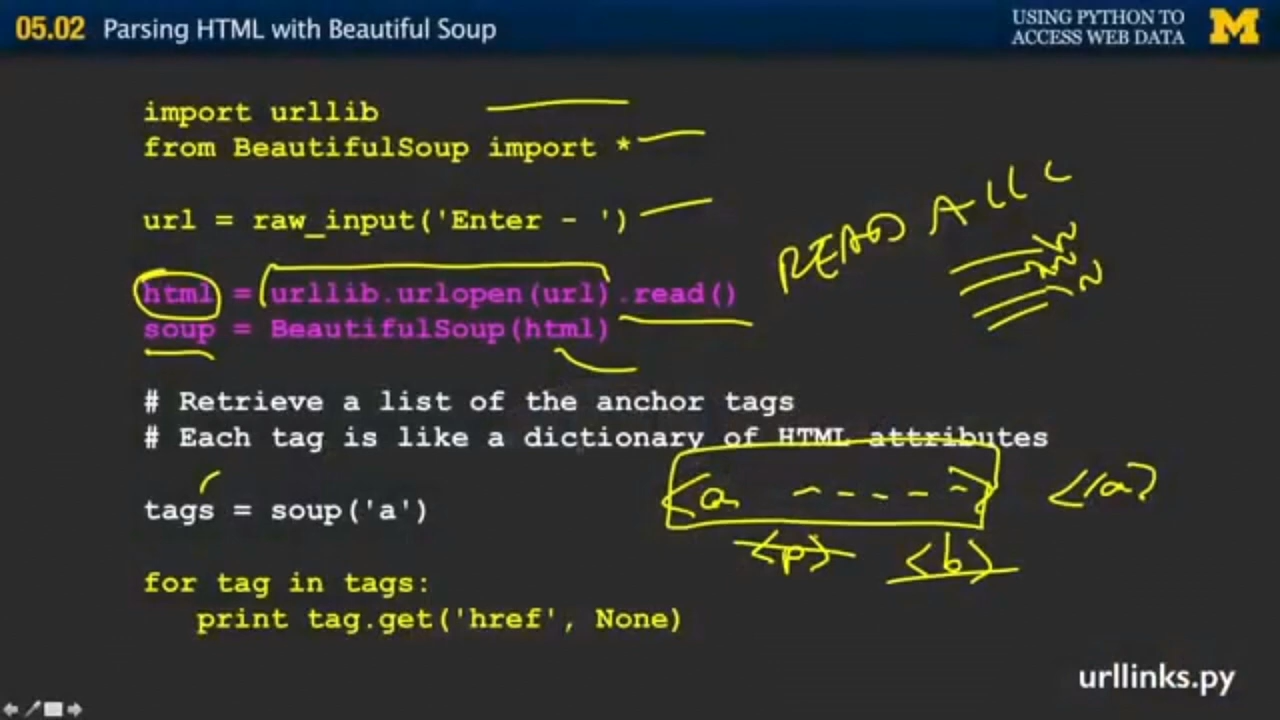 05.02 Parsing HTML with Beautiful Soup
USING PYTHON TO
ACCESS WEB DATA
M
import urllib
from BeautifulSoup import *
url = raw_input('Enter - ')
READ ALL
html = urllib.urlopen(url).read()
soup = BeautifulSoup(html)
# Retrieve a list of the anchor tags
# Each tag is like a dictionary of HTML attributes
<a - - - - - > </a>
tags = soup('a')
<p> <b>
for tag in tags:
print tag.get('href', None)
urllinks.py